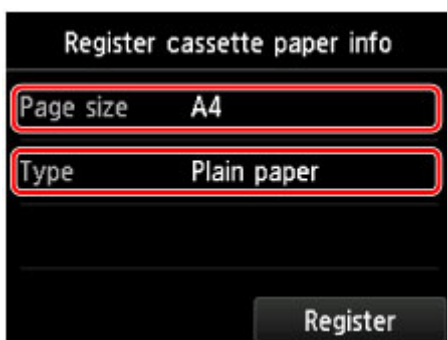 Register cassette paper info
Page size A4
Type Plain paper
Register